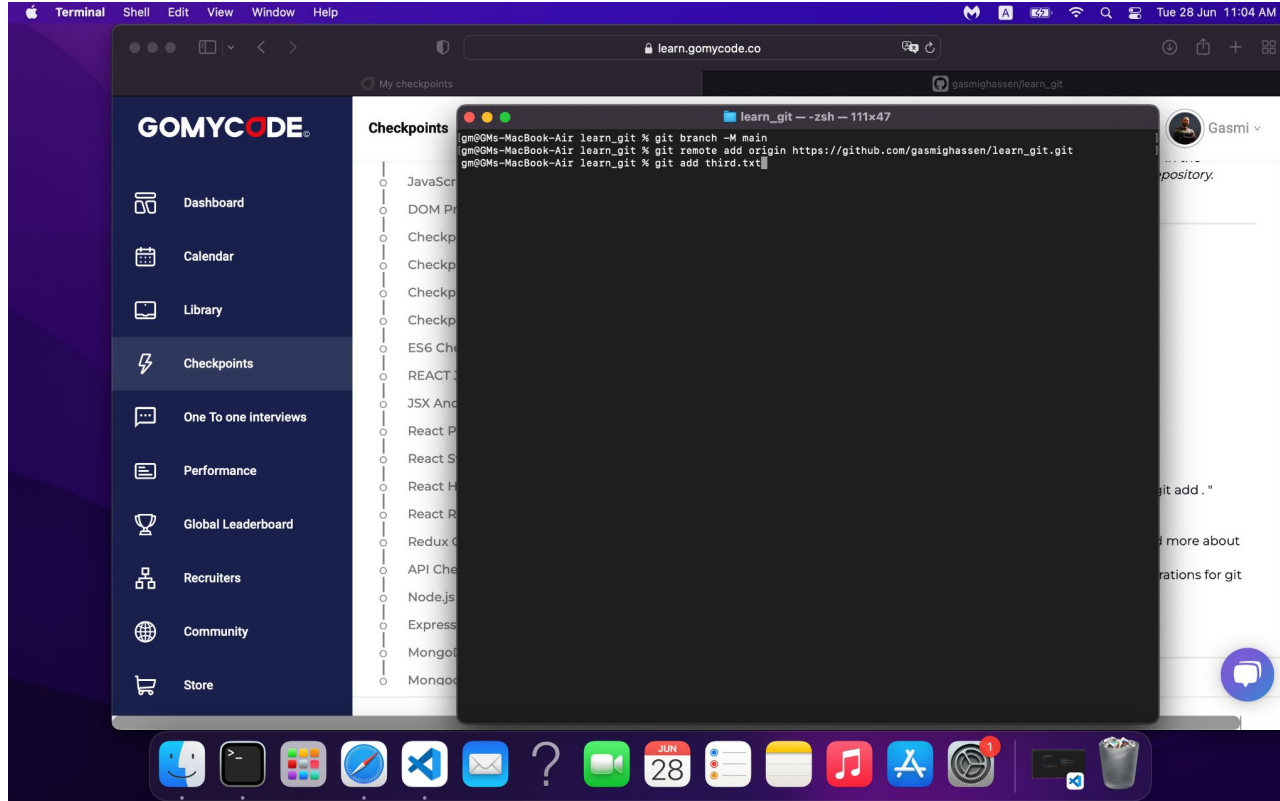 Terminal Shell Edit View Window Help
A
Tue 28 Jun 11:04 AM
learn.gomycode.co
My checkpoints
gasmighassen/learn_git
GOMYCODE
Checkpoints
Gasmi
Dashboard
Calendar
Library
Checkpoints
One To one interviews
Performance
Global Leaderboard
Recruiters
Community
Store
JavaScr
DOM Pr
Checkp
Checkp
Checkp
Checkp
ES6 Che
REACT J
JSX And
React P
React S
React H
React R
Redux C
API Che
Node.js
Express
MongoD
Mongoo
learn_git — -zsh — 111×47
[gm@GMs-MacBook-Air learn_git % git branch -M main ]
[gm@GMs-MacBook-Air learn_git % git remote add origin https://github.com/gasmighassen/learn_git.git ]
gm@GMs-MacBook-Air learn_git % git add third.txt
pository.
git add . "
d more about
rations for git
>_
JUN
28
1